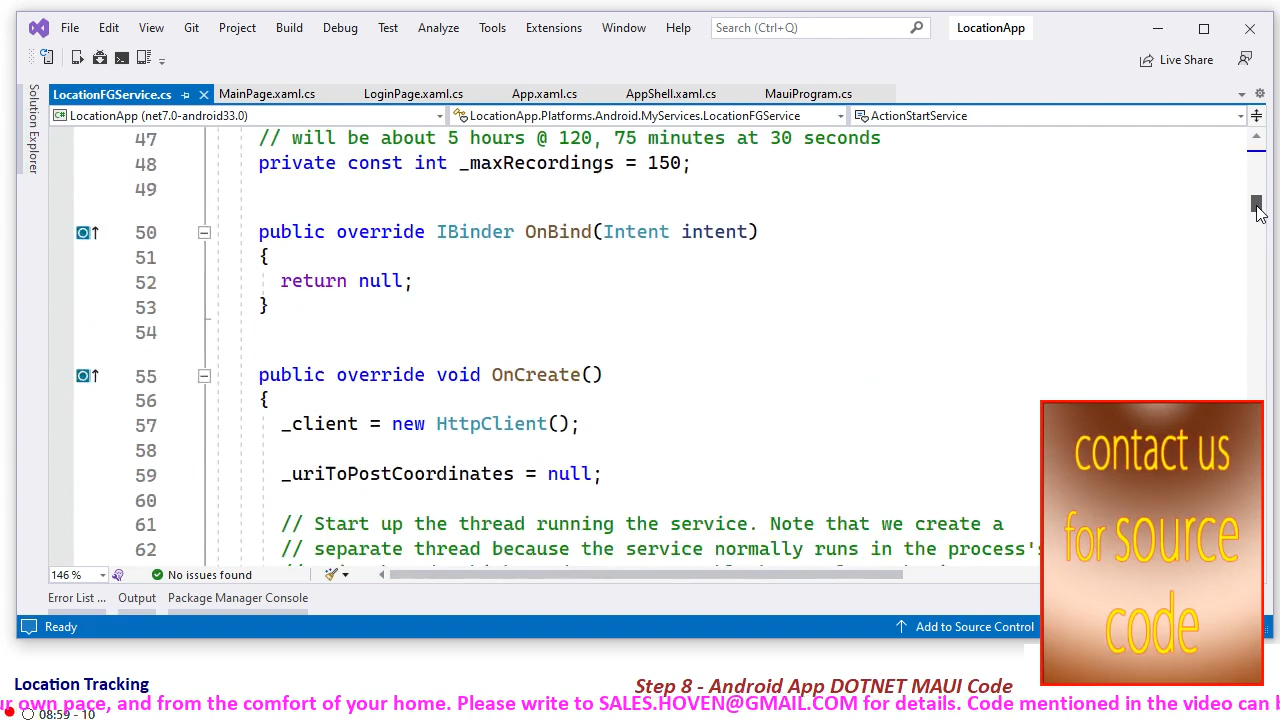 File Edit View Git Project Build Debug Test Analyze Tools Extensions Window Help Search (Ctrl+Q) LocationApp
Live Share
Solution Explorer
LocationFGService.cs MainPage.xaml.cs LoginPage.xaml.cs App.xaml.cs AppShell.xaml.cs MauiProgram.cs
LocationApp (net7.0-android33.0) LocationApp.Platforms.Android.MyServices.LocationFGService ActionStartService
47 // will be about 5 hours @ 120, 75 minutes at 30 seconds
48 private const int _maxRecordings = 150;
49
50 public override IBinder OnBind(Intent intent)
51 {
52 return null;
53 }
54
55 public override void OnCreate()
56 {
57 _client = new HttpClient();
58
59 _uriToPostCoordinates = null;
60
61 // Start up the thread running the service. Note that we create a
62 // separate thread because the service normally runs in the process's
contact us
for source
code
146 % No issues found
Error List ... Output Package Manager Console
Ready Add to Source Control
Location Tracking Step 8 - Android App DOTNET MAUI Code
ur own pace, and from the comfort of your home. Please write to SALES.HOVEN@GMAIL.COM for details. Code mentioned in the video can b
08:59 - 10